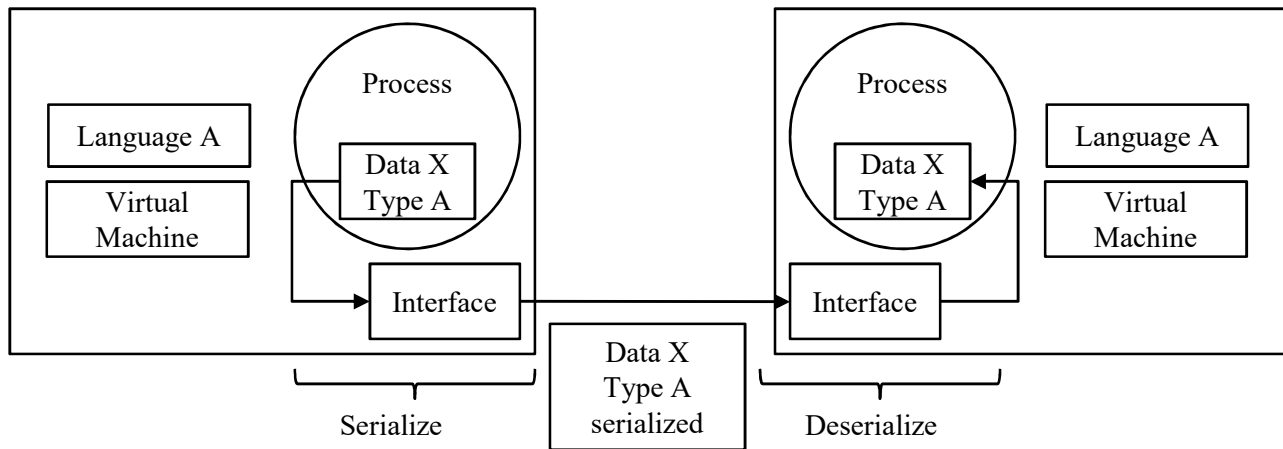 Process
Language A
Data X
Type A
Virtual
Machine
Interface
Serialize
Data X
Type A
serialized
Process
Language A
Data X
Type A
Virtual
Machine
Interface
Deserialize